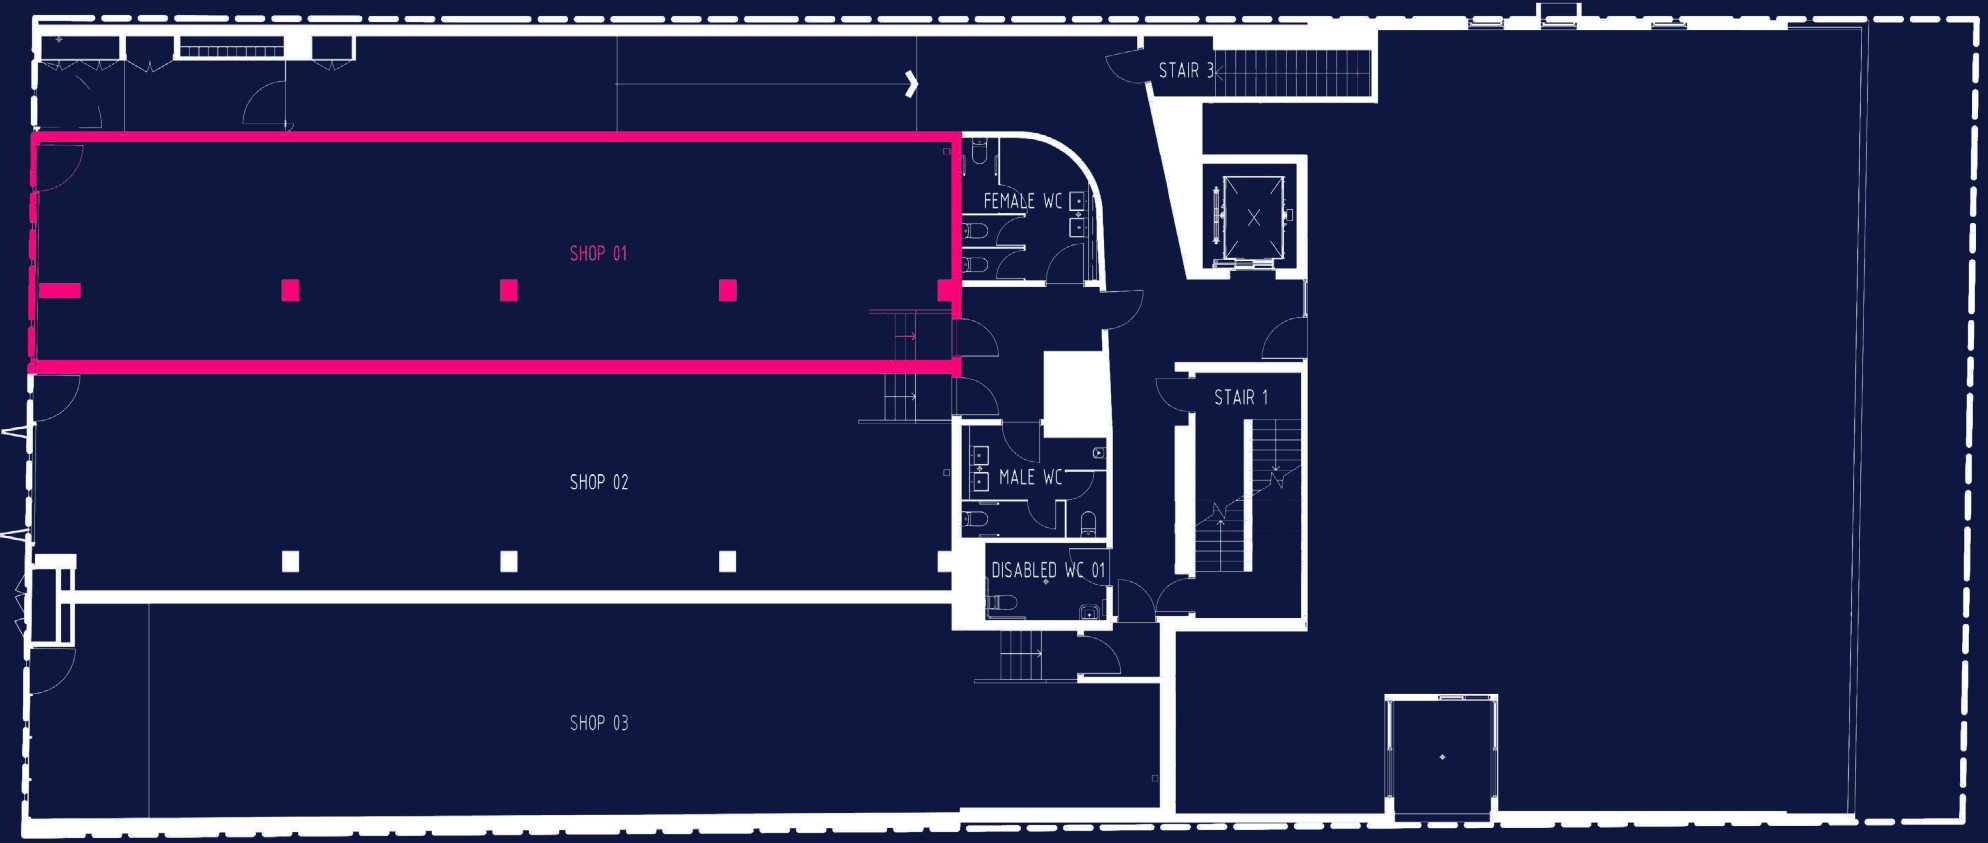 STAIR 3
FEMALE WC
SHOP 01
STAIR 1
MALE WC
SHOP 02
DISABLED WC 01
SHOP 03